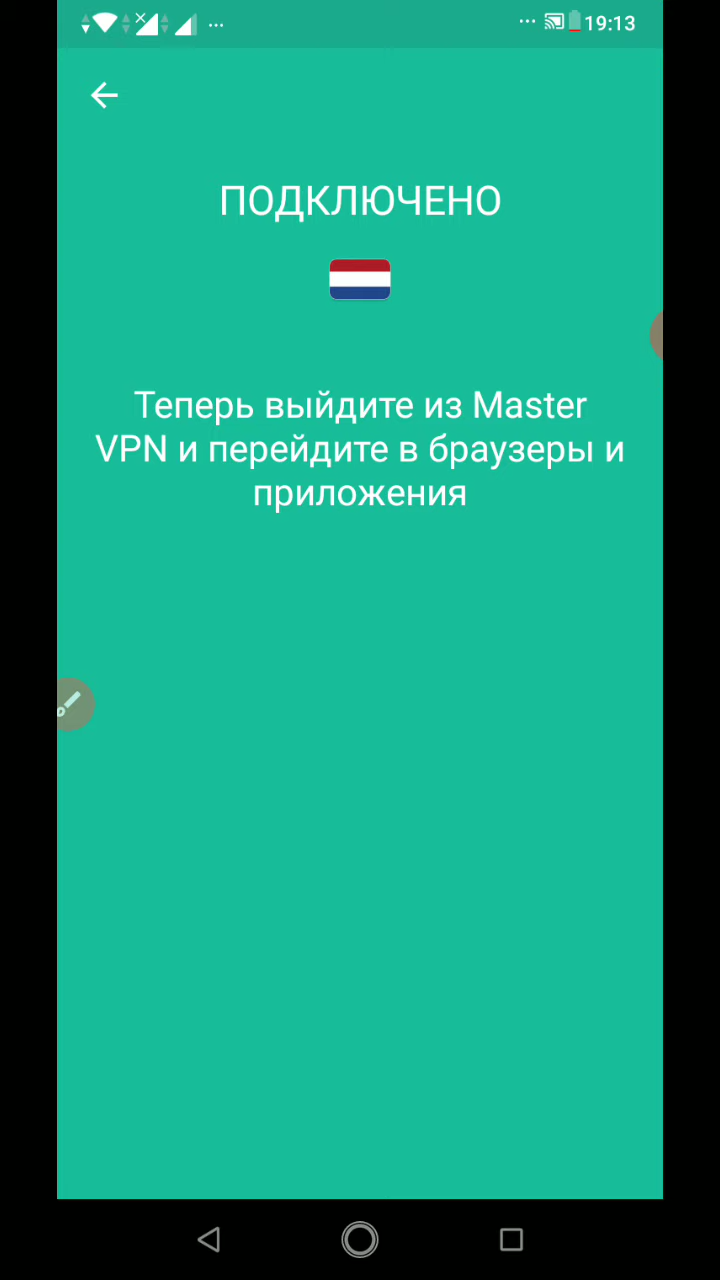 19:13
ПОДКЛЮЧЕНО
Теперь выйдите из Master
VPN и перейдите в браузеры и
приложения